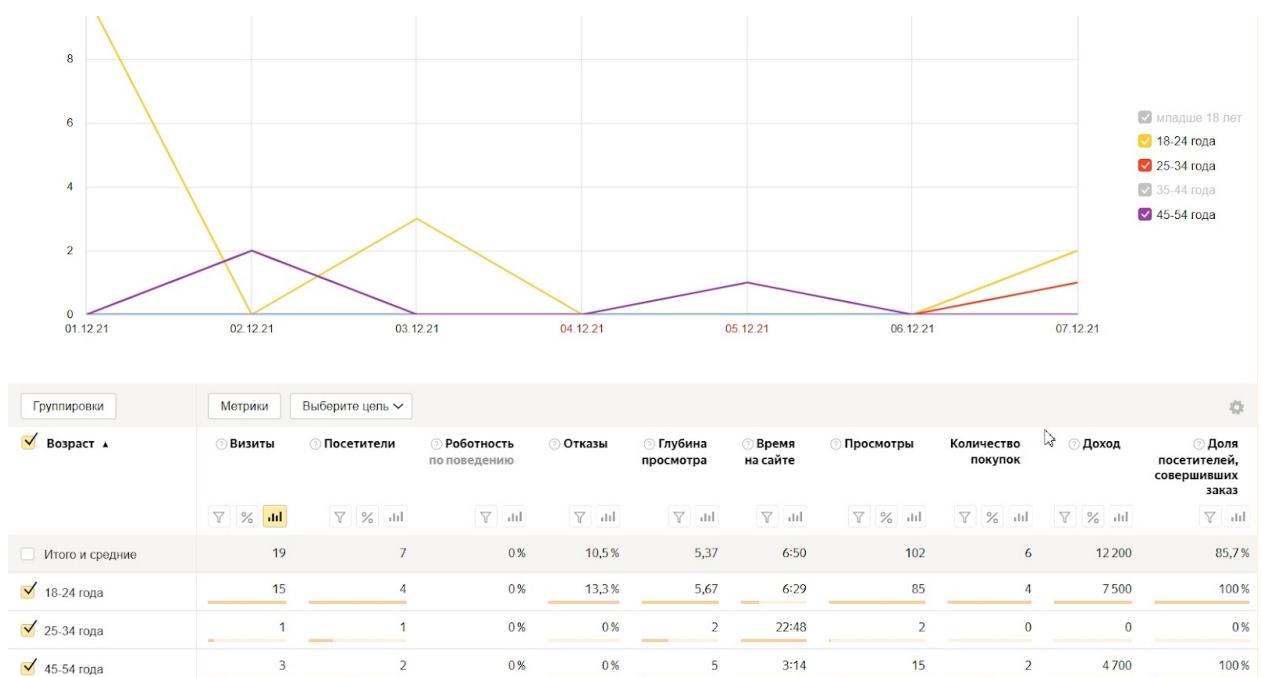 8
6
4
2
0
01.12.21 02.12.21 03.12.21 04.12.21 05.12.21 06.12.21 07.12.21
младше 18 лет
18-24 года
25-34 года
35-44 года
45-54 года
Группировки Метрики Выберите цель
Возраст ▲ Визиты Посетители Роботность по поведению Отказы Глубина просмотра Время на сайте Просмотры Количество покупок Доход Доля посетителей, совершивших заказ
Итого и средние 19 7 0 % 10,5 % 5,37 6:50 102 6 12 200 85,7 %
18-24 года 15 4 0 % 13,3 % 5,67 6:29 85 4 7 500 100 %
25-34 года 1 1 0 % 0 % 2 22:48 2 0 0 0 %
45-54 года 3 2 0 % 0 % 5 3:14 15 2 4 700 100 %